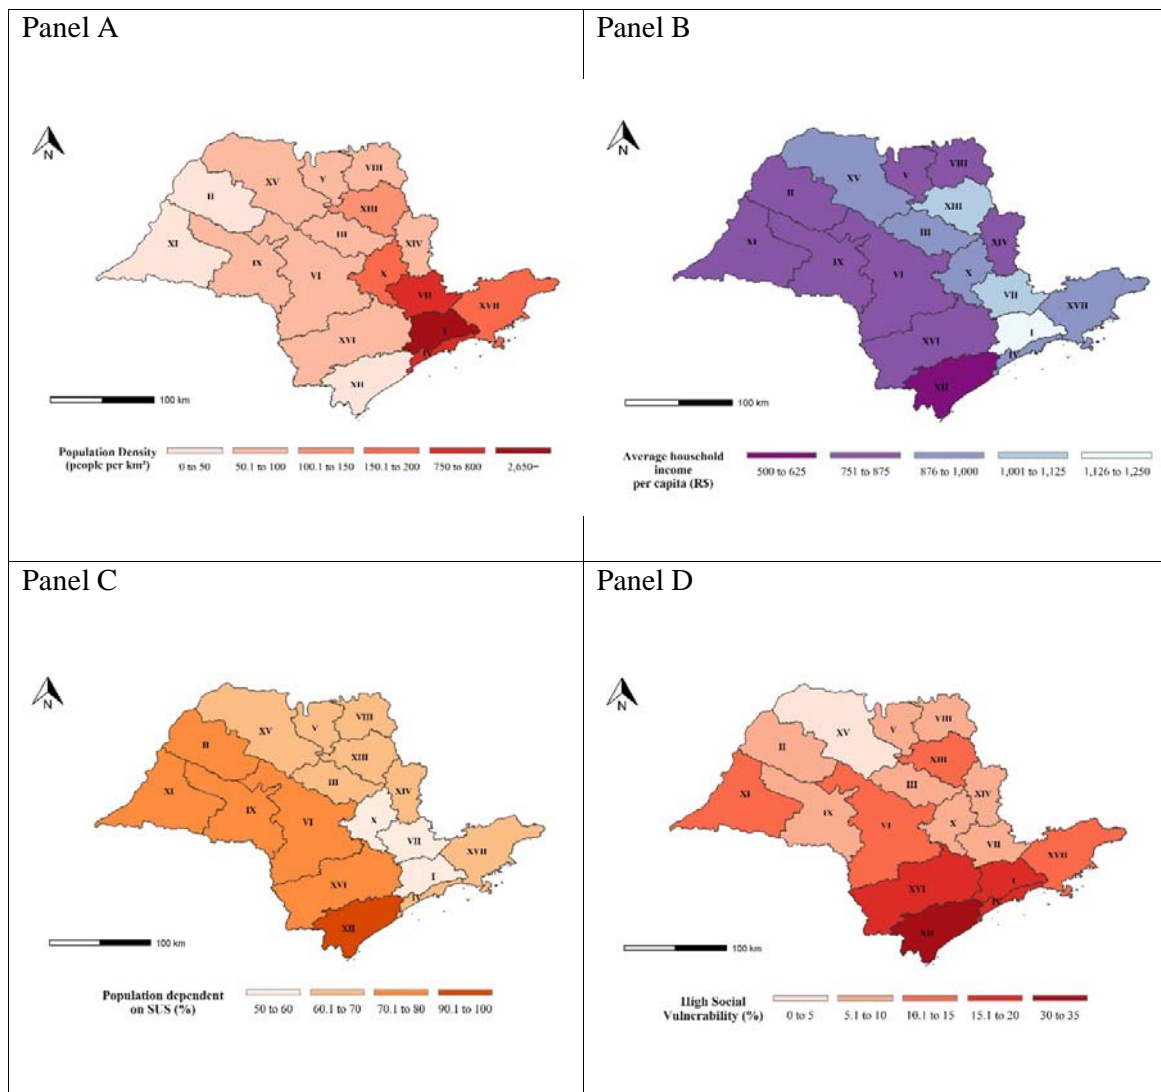 Panel A
N
VIII
V
XV
II
XIII
III
XIV
XI
IX
VI
X
VII
XVII
I
XVI
IV
XII
100 km
Population Density
(people per km²)
0 to 50
50.1 to 100
100.1 to 150
150.1 to 200
750 to 800
2,650=
Panel B
N
VIII
V
XV
II
XIII
III
XIV
XI
IX
VI
X
VII
XVII
I
XVI
IV
XII
100 km
Average household
income
per capita (R$)
500 to 625
751 to 875
876 to 1,000
1,001 to 1,125
1,126 to 1,250
Panel C
N
VIII
V
XV
II
XIII
III
XIV
XI
IX
VI
X
VII
XVII
I
XVI
IV
XII
100 km
Population dependent
on SUS (%)
50 to 60
60.1 to 70
70.1 to 80
90.1 to 100
Panel D
N
VIII
V
XV
II
XIII
III
XIV
XI
IX
VI
X
VII
XVII
I
XVI
IV
XII
100 km
High Social
Vulnerability (%)
0 to 5
5.1 to 10
10.1 to 15
15.1 to 20
30 to 35